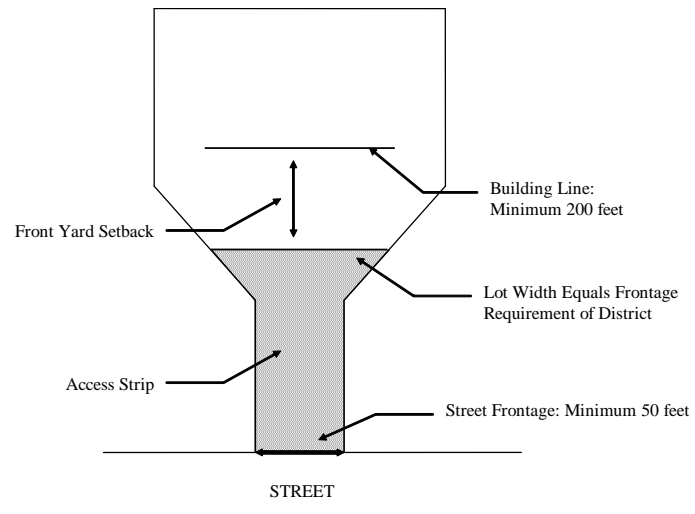 Building Line:
Minimum 200 feet
Front Yard Setback
Lot Width Equals Frontage
Requirement of District
Access Strip
Street Frontage: Minimum 50 feet
STREET